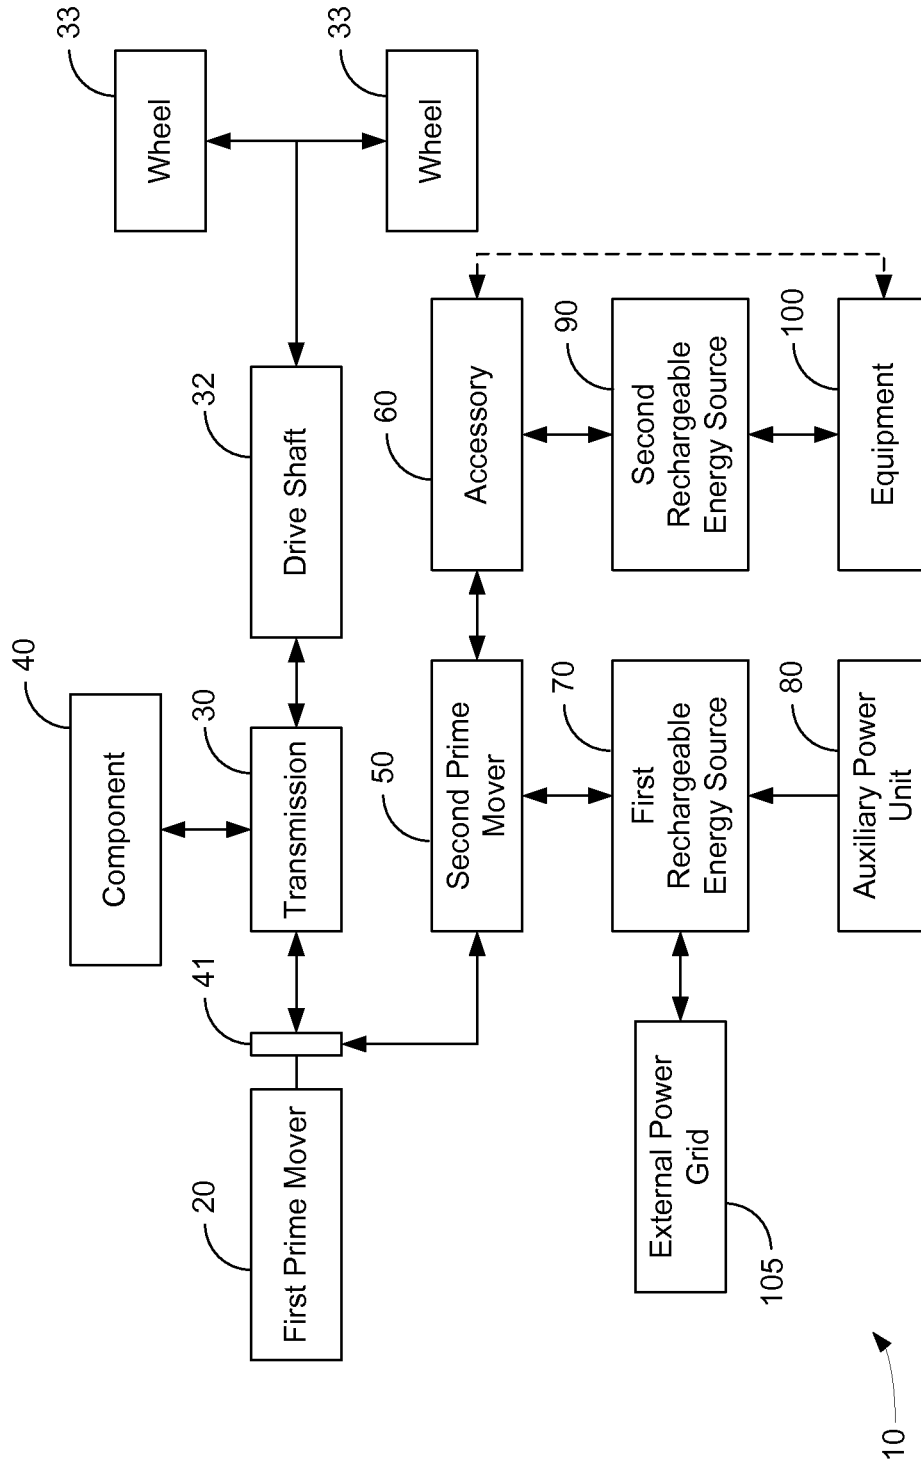 33
Wheel
33
Wheel
32
Drive Shaft
40
Component
30
Transmission
41
20
First Prime Mover
60
Accessory
50
Second Prime
Mover
90
Second
Rechargeable
Energy Source
70
First
Rechargeable
Energy Source
100
Equipment
80
Auxiliary Power
Unit
External Power
Grid
105
10